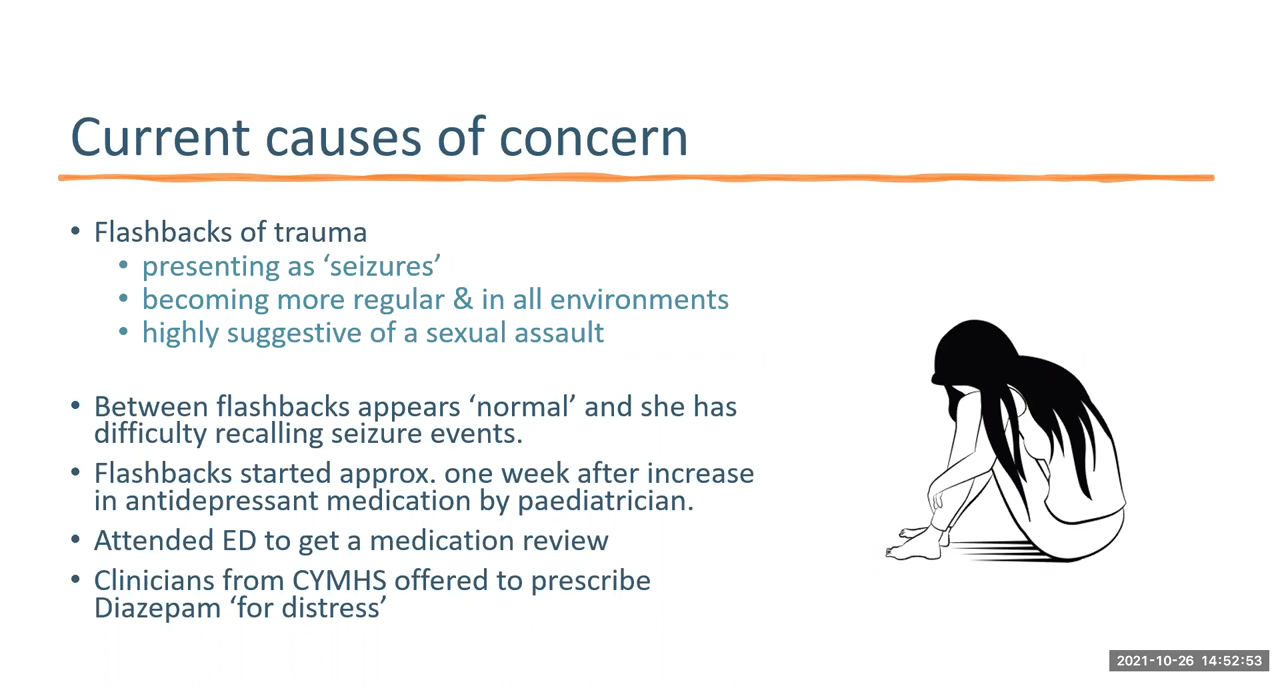 Current causes of concern
• Flashbacks of trauma
• presenting as ‘seizures’
• becoming more regular & in all environments
• highly suggestive of a sexual assault
• Between flashbacks appears ‘normal’ and she has
difficulty recalling seizure events.
• Flashbacks started approx. one week after increase
in antidepressant medication by paediatrician.
• Attended ED to get a medication review
• Clinicians from CYMHS offered to prescribe
Diazepam ‘for distress’
2021-10-26 14:52:53